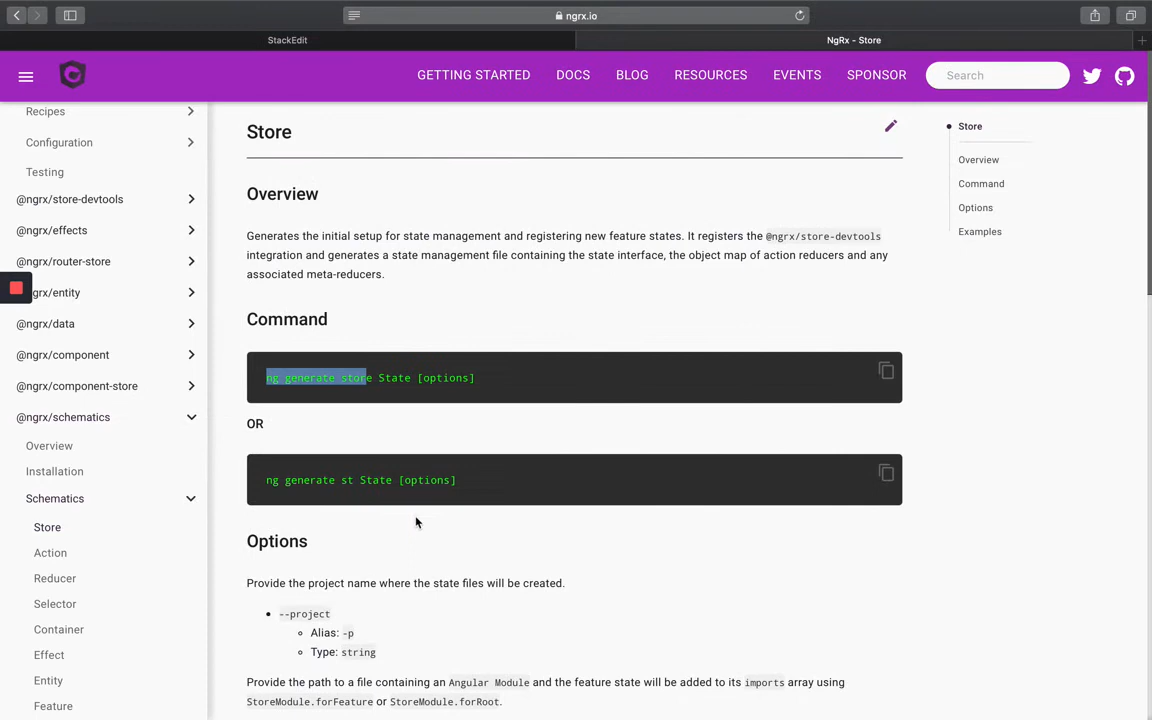 ngrx.io
StackEdit
NgRx - Store
GETTING STARTED
DOCS
BLOG
RESOURCES
EVENTS
SPONSOR
Search
Recipes
Configuration
Testing
@ngrx/store-devtools
@ngrx/effects
@ngrx/router-store
ngrx/entity
@ngrx/data
@ngrx/component
@ngrx/component-store
@ngrx/schematics
Overview
Installation
Schematics
Store
Action
Reducer
Selector
Container
Effect
Entity
Feature
Store
Overview
Generates the initial setup for state management and registering new feature states. It registers the @ngrx/store-devtools
integration and generates a state management file containing the state interface, the object map of action reducers and any
associated meta-reducers.
Command
ng generate store State [options]
OR
ng generate st State [options]
Options
Provide the project name where the state files will be created.
--project
Alias: -p
Type: string
Provide the path to a file containing an Angular Module and the feature state will be added to its imports array using
StoreModule.forFeature or StoreModule.forRoot.
Store
Overview
Command
Options
Examples